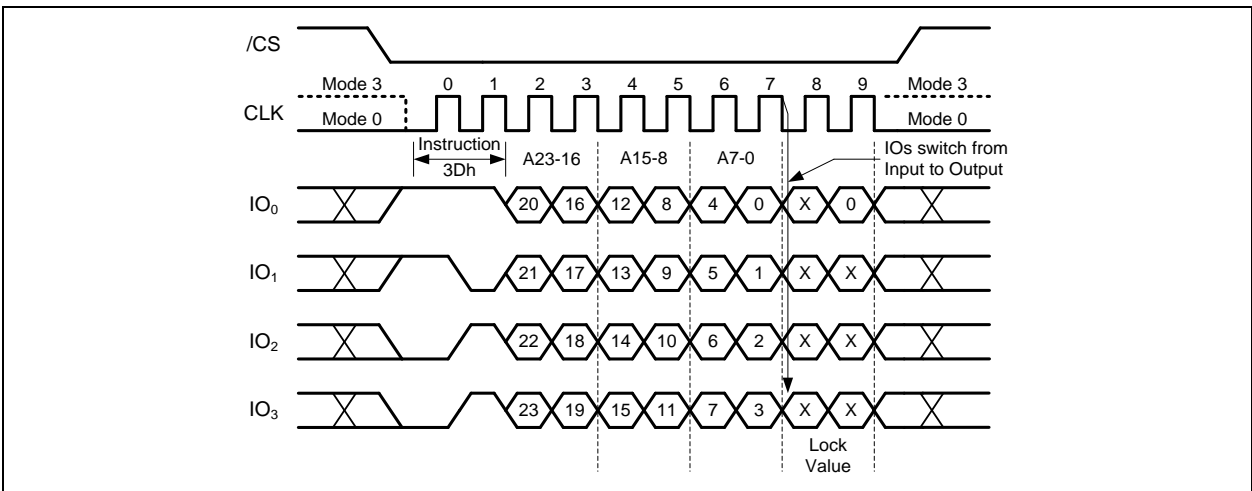 /CS
Mode 3 0 1 2 3 4 5 6 7 8 9 Mode 3
CLK
Mode 0 Mode 0
Instruction
3Dh
A23-16 A15-8 A7-0
IOs switch from
Input to Output
IO0 20 16 12 8 4 0 X 0
IO1 21 17 13 9 5 1 X X
IO2 22 18 14 10 6 2 X X
IO3 23 19 15 11 7 3 X X
Lock
Value